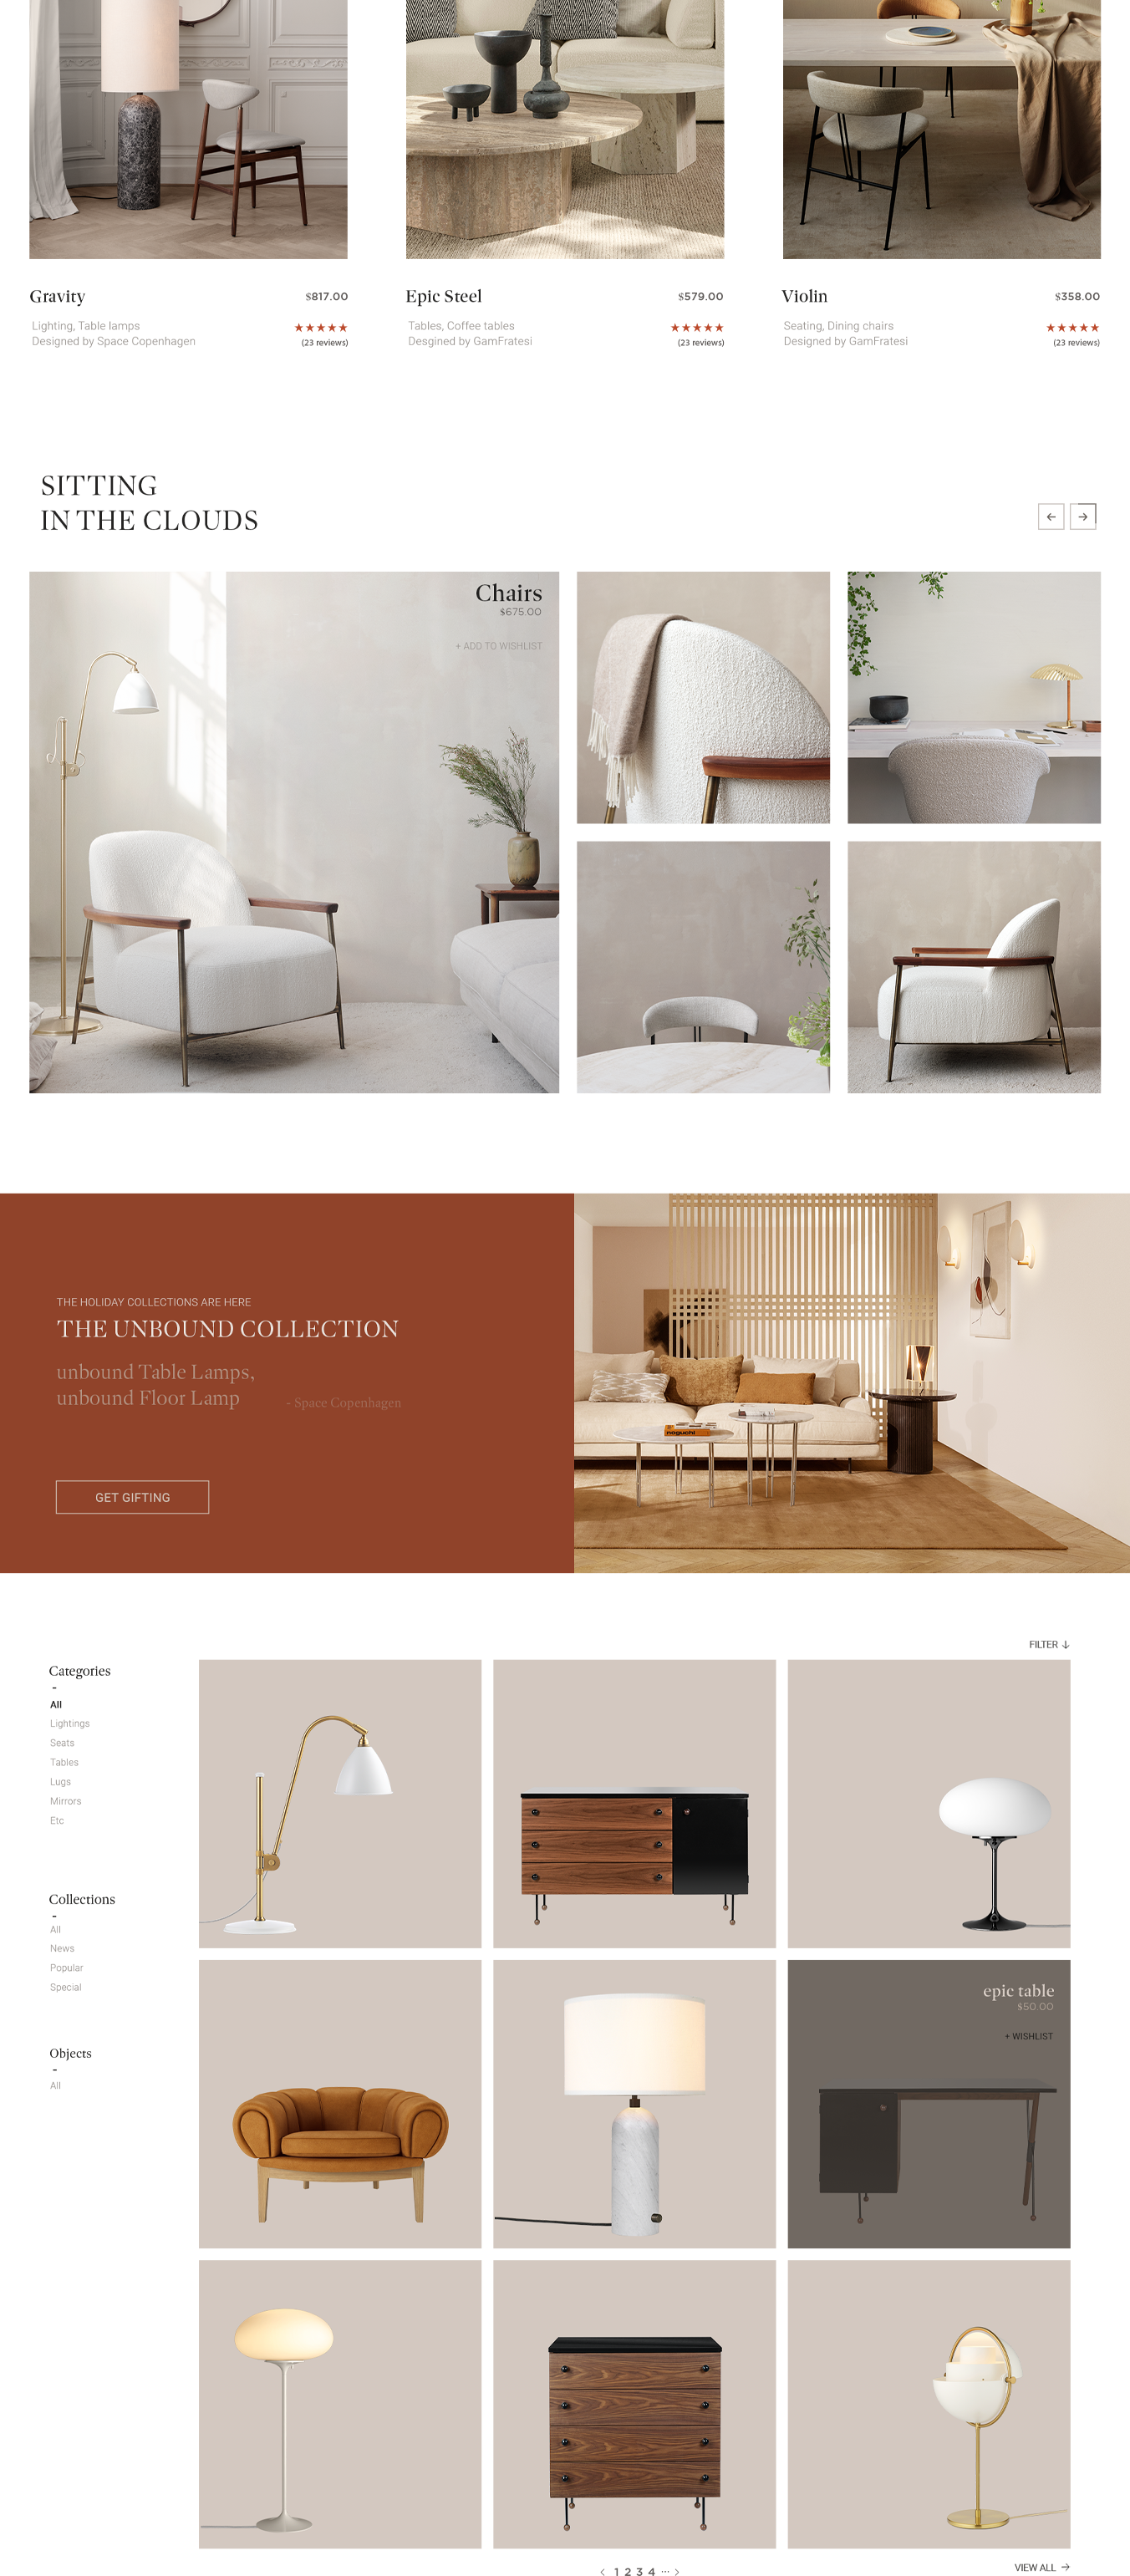 Gravity
$817.00
Lighting, Table lamps
Designed by Space Copenhagen
★★★★★
(23 reviews)
Epic Steel
$579.00
Tables, Coffee tables
Desgined by GamFratesi
★★★★★
(23 reviews)
Violin
$358.00
Seating, Dining chairs
Designed by GamFratesi
★★★★★
(23 reviews)
SITTING
IN THE CLOUDS
← →
Chairs
$675.00
+ ADD TO WISHLIST
THE HOLIDAY COLLECTIONS ARE HERE
THE UNBOUND COLLECTION
unbound Table Lamps,
unbound Floor Lamp
- Space Copenhagen
GET GIFTING
noguchi
FILTER ↓
Categories
-
All
Lightings
Seats
Tables
Lugs
Mirrors
Etc
Collections
-
All
News
Popular
Special
Objects
-
All
epic table
$50.00
+ WISHLIST
< 1 2 3 4 ··· >
VIEW ALL →